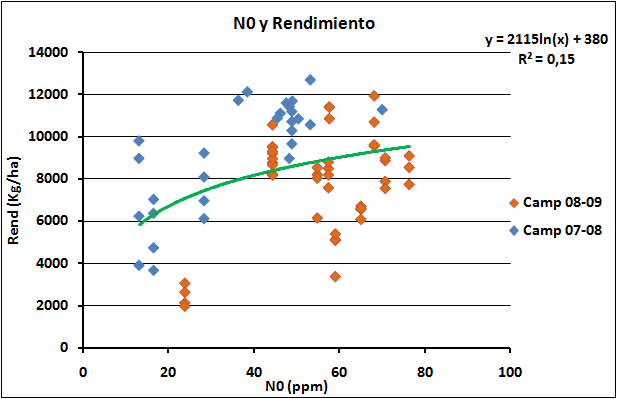 N0 y Rendimiento
y = 2115ln(x) + 380
R² = 0,15
14000
12000
10000
8000
6000
4000
2000
0
Rend (Kg/ha)
0 20 40 60 80 100
N0 (ppm)
Camp 08-09
Camp 07-08